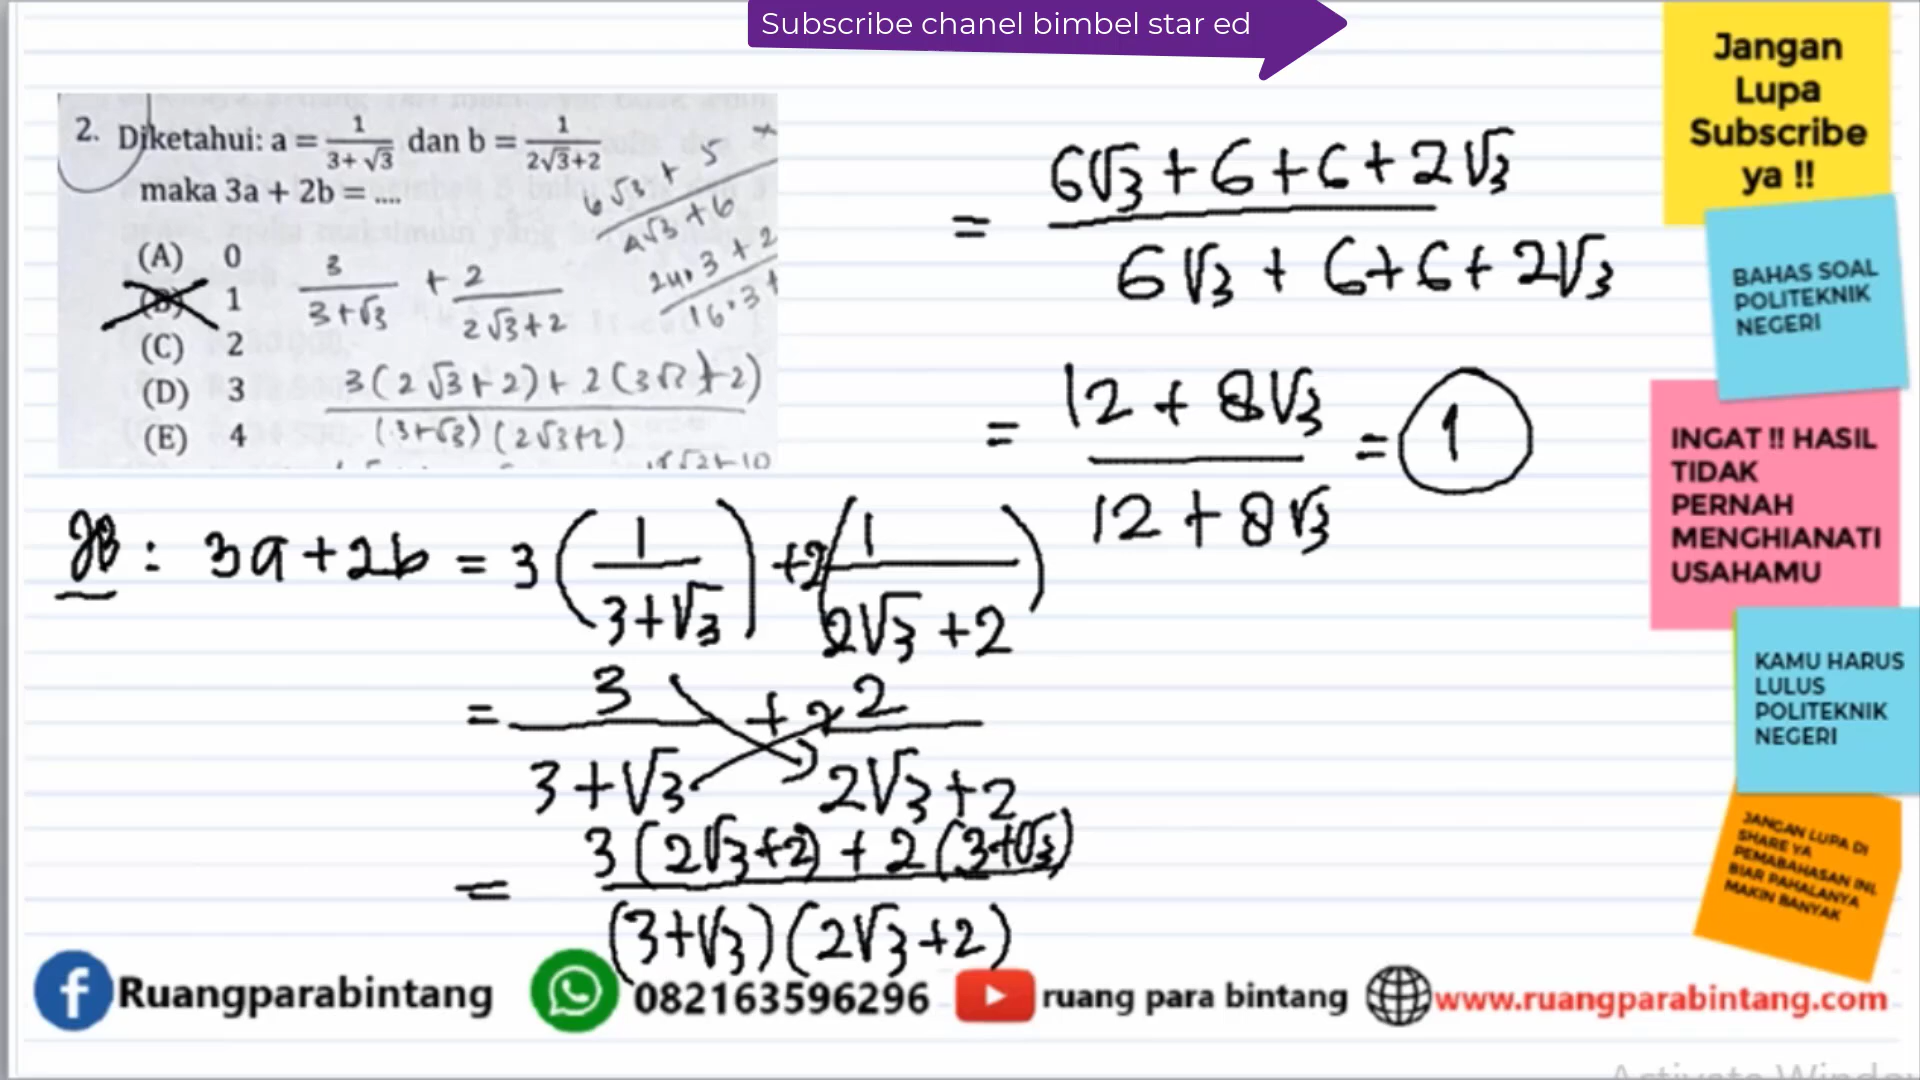 Subscribe chanel bimbel star ed
2. Diketahui: a = 1/(3+ √3) dan b = 1/(2√3+2)
maka 3a + 2b = ....
(A) 0
(B) 1
(C) 2
(D) 3
(E) 4
3/(3+√3) + 2/(2√3+2)
3(2√3+2) + 2(3√3+2)
(3+√3)(2√3+2)
JB : 3a+2b = 3(1/(3+√3)) +2(1/(2√3+2))
= 3/(3+√3) + 2/(2√3+2)
= 3(2√3+2) + 2(3+√3)
(3+√3)(2√3+2)
= 6√3+6+6+2√3
6√3+6+6+2√3
= 12+8√3
12+8√3
= 1
Jangan
Lupa
Subscribe
ya !!
BAHAS SOAL
POLITEKNIK
NEGERI
INGAT !! HASIL
TIDAK
PERNAH
MENGHIANATI
USAHAMU
KAMU HARUS
LULUS
POLITEKNIK
NEGERI
JANGAN LUPA DI
SHARE YA
PEMABAHASAN INI,
BIAR PAHALANYA
MAKIN BANYAK
Ruangparabintang
082163596296
ruang para bintang
www.ruangparabintang.com